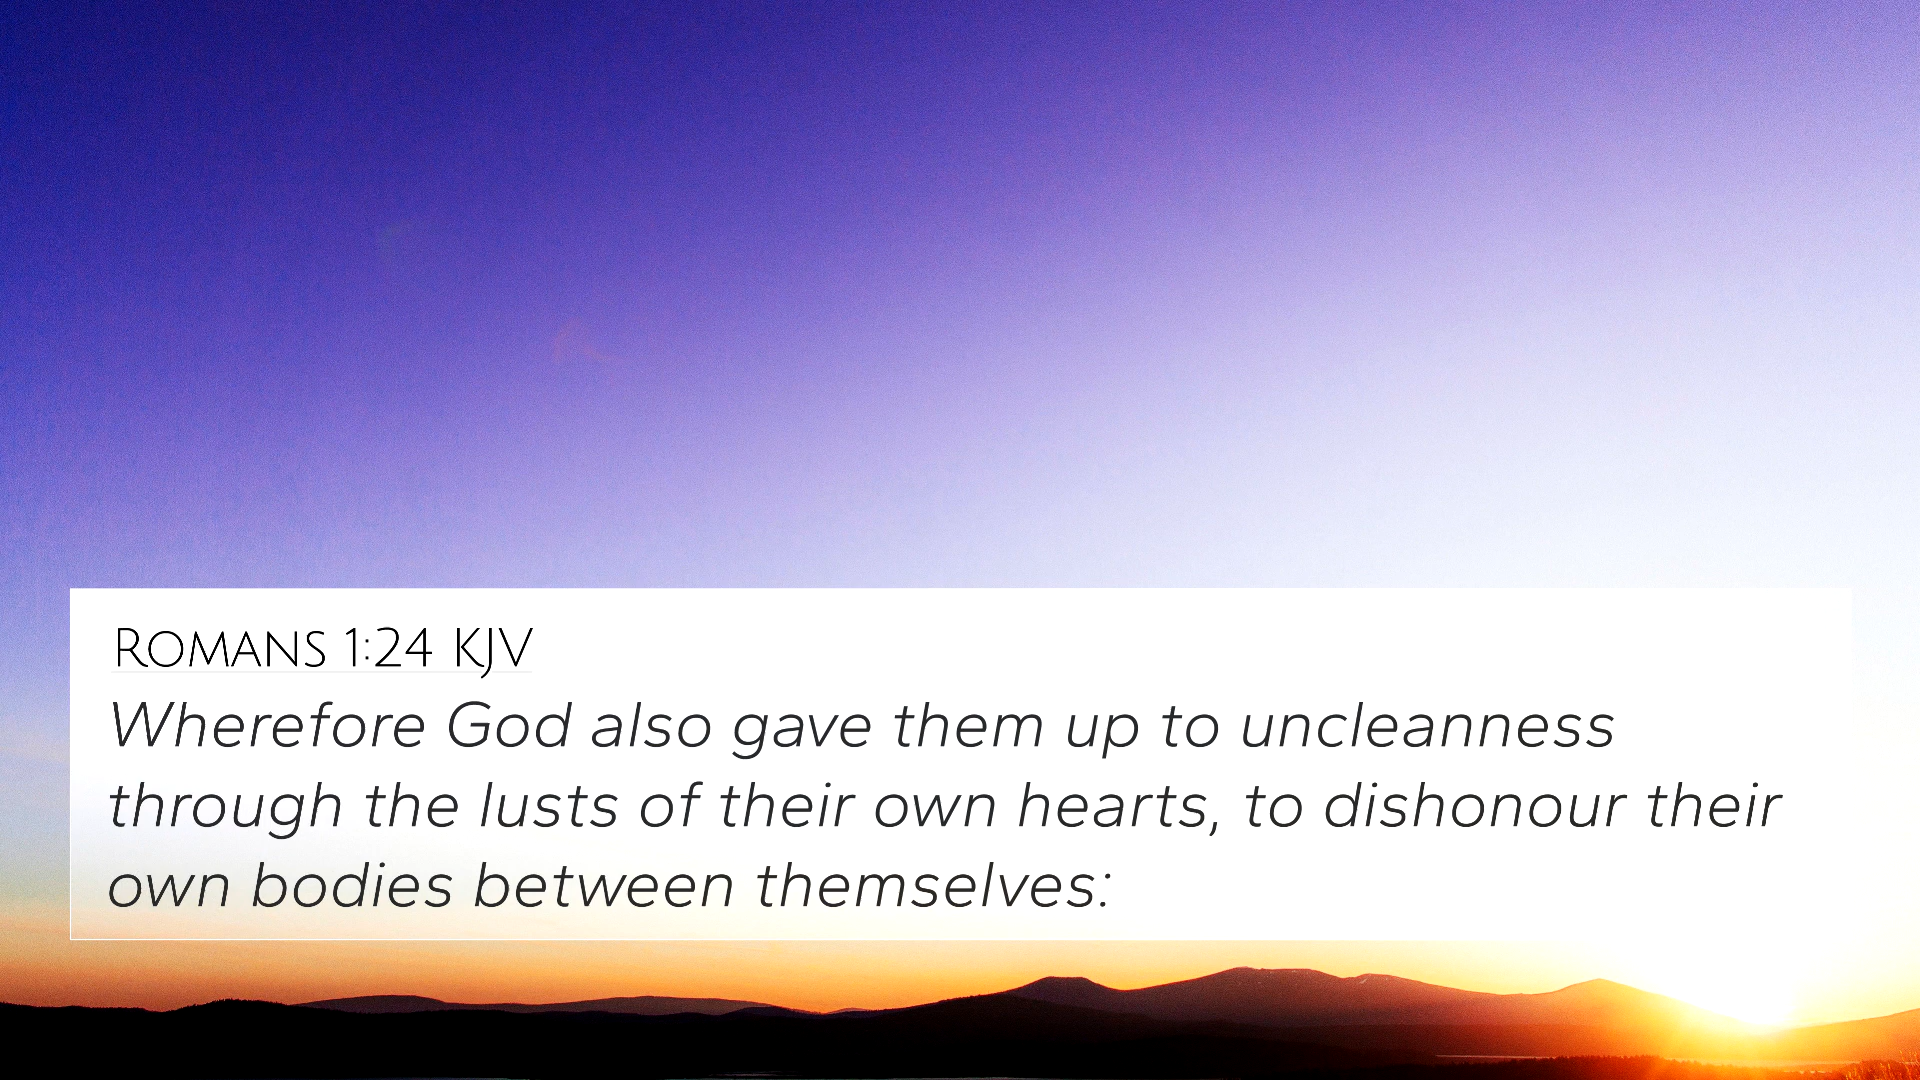 Romans 1:24 KJV
Wherefore God also gave them up to uncleanness
through the lusts of their own hearts, to dishonour their
own bodies between themselves: